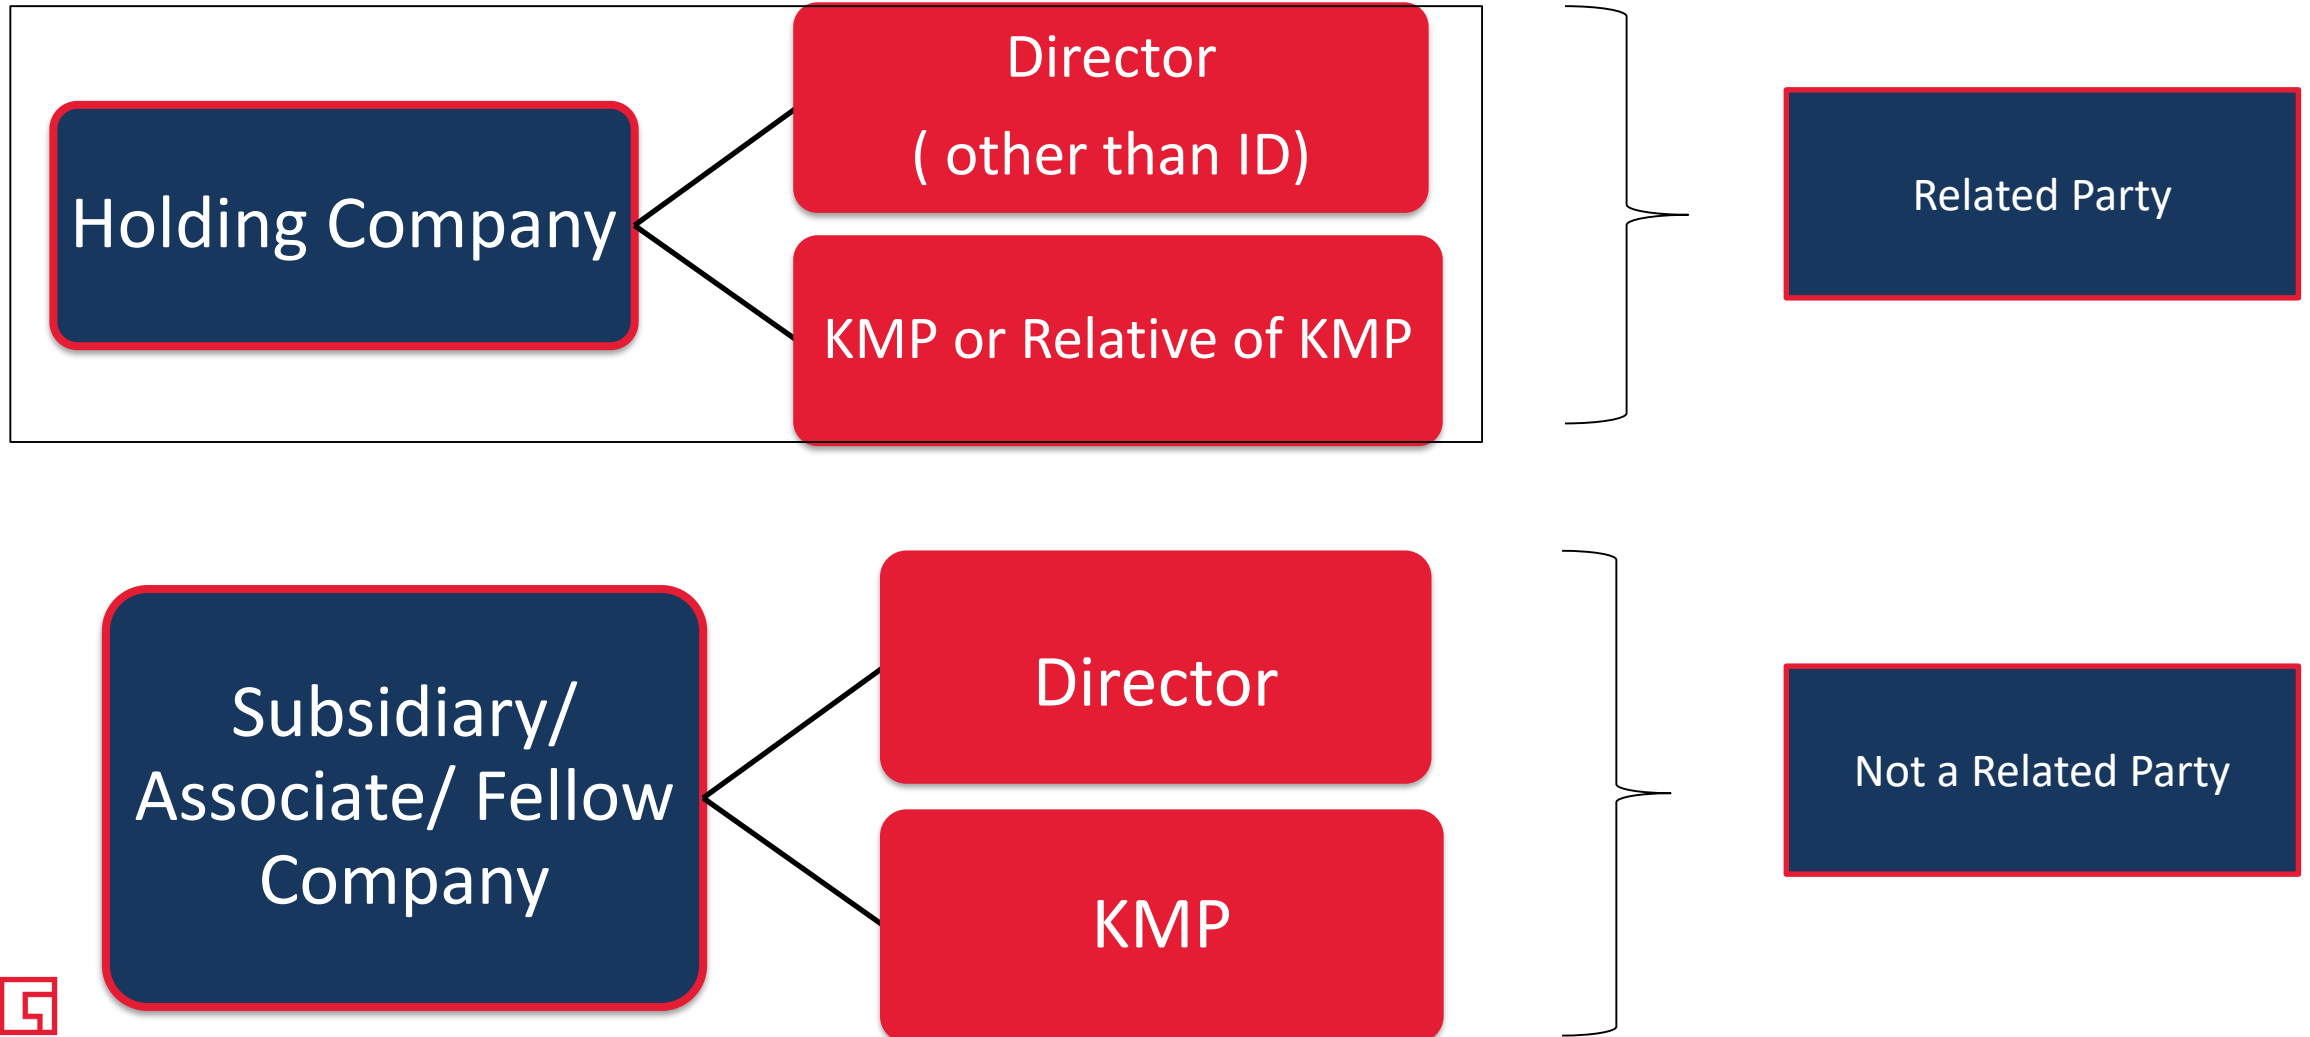 Holding Company
Director
( other than ID)
KMP or Relative of KMP
Related Party
Subsidiary/
Associate/ Fellow
Company
Director
KMP
Not a Related Party